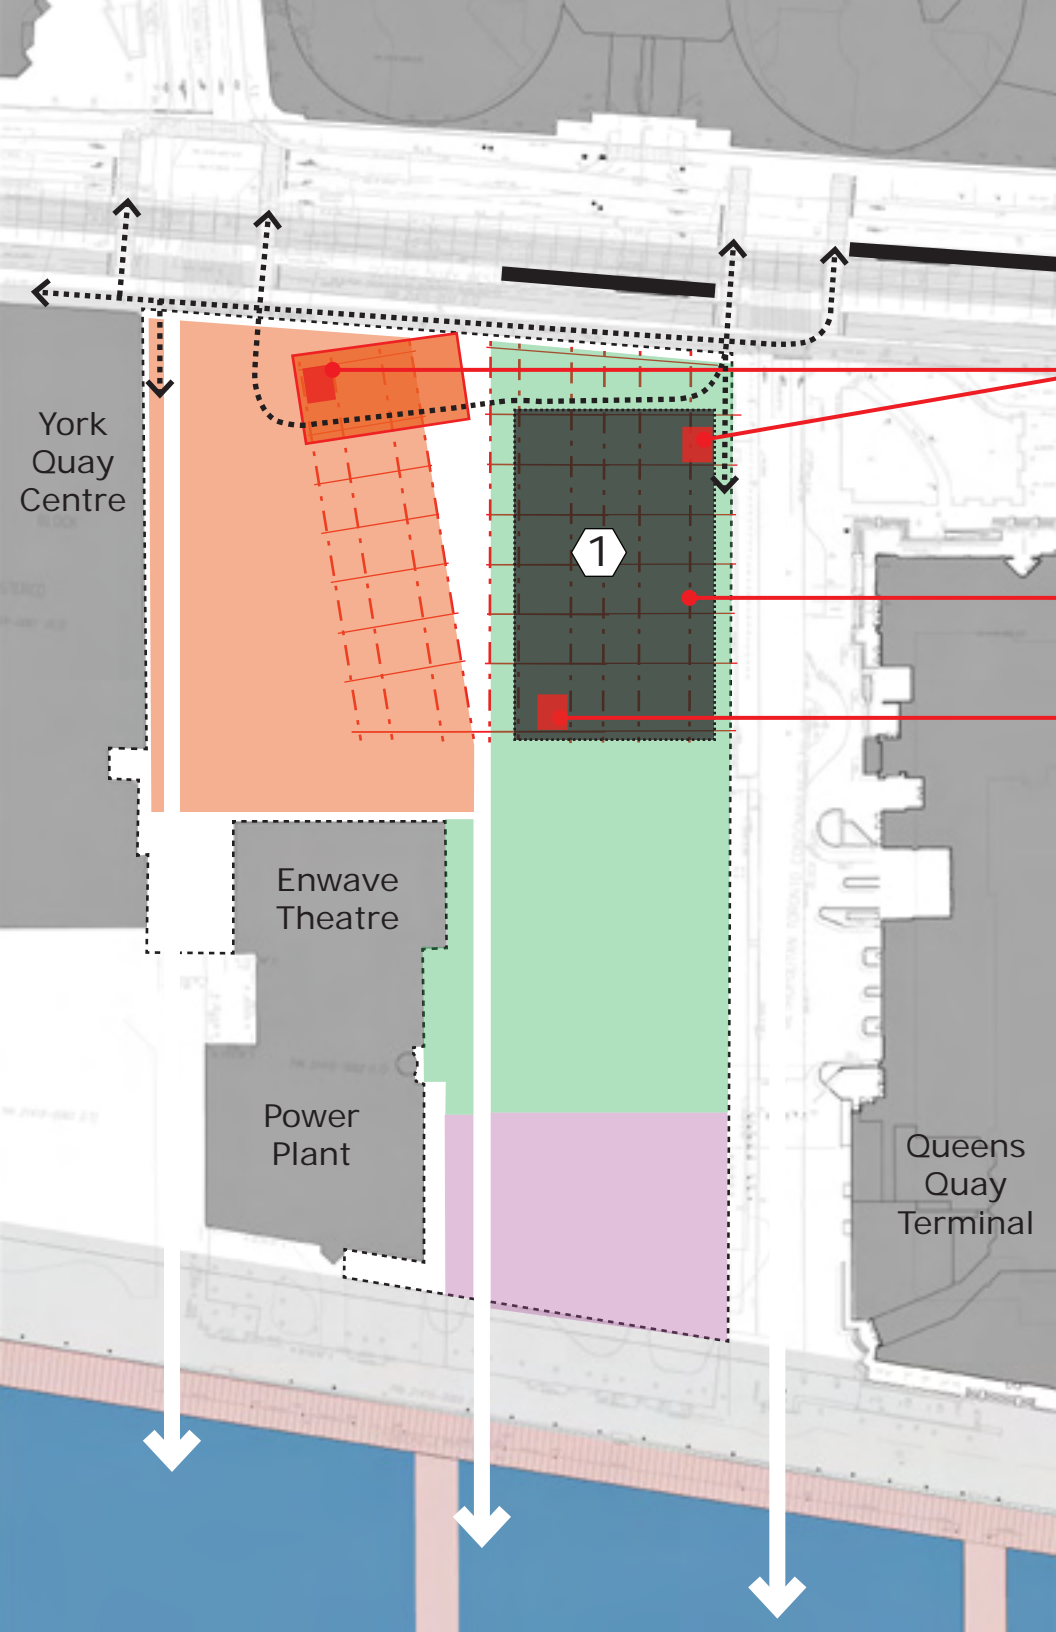 York
Quay
Centre
1
Enwave
Theatre
Power
Plant
Queens
Quay
Terminal